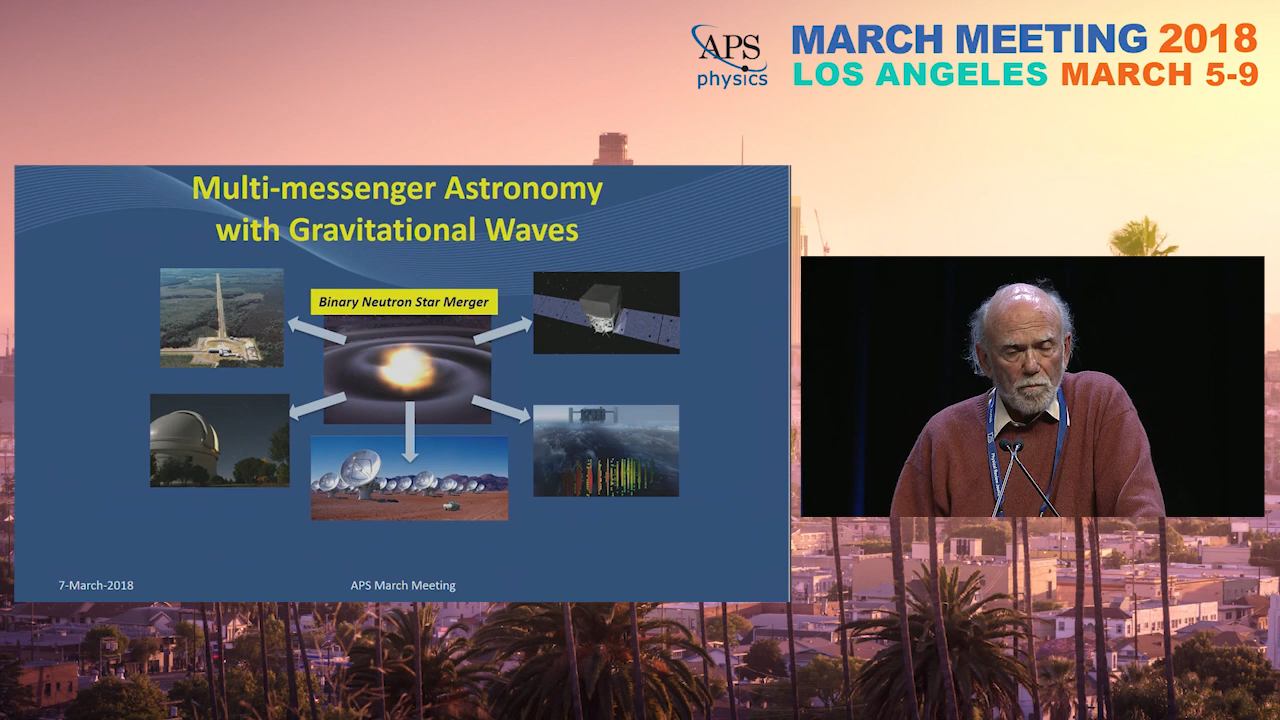 APS
physics
MARCH MEETING 2018
LOS ANGELES MARCH 5-9
Multi-messenger Astronomy
with Gravitational Waves
Binary Neutron Star Merger
7-March-2018
APS March Meeting